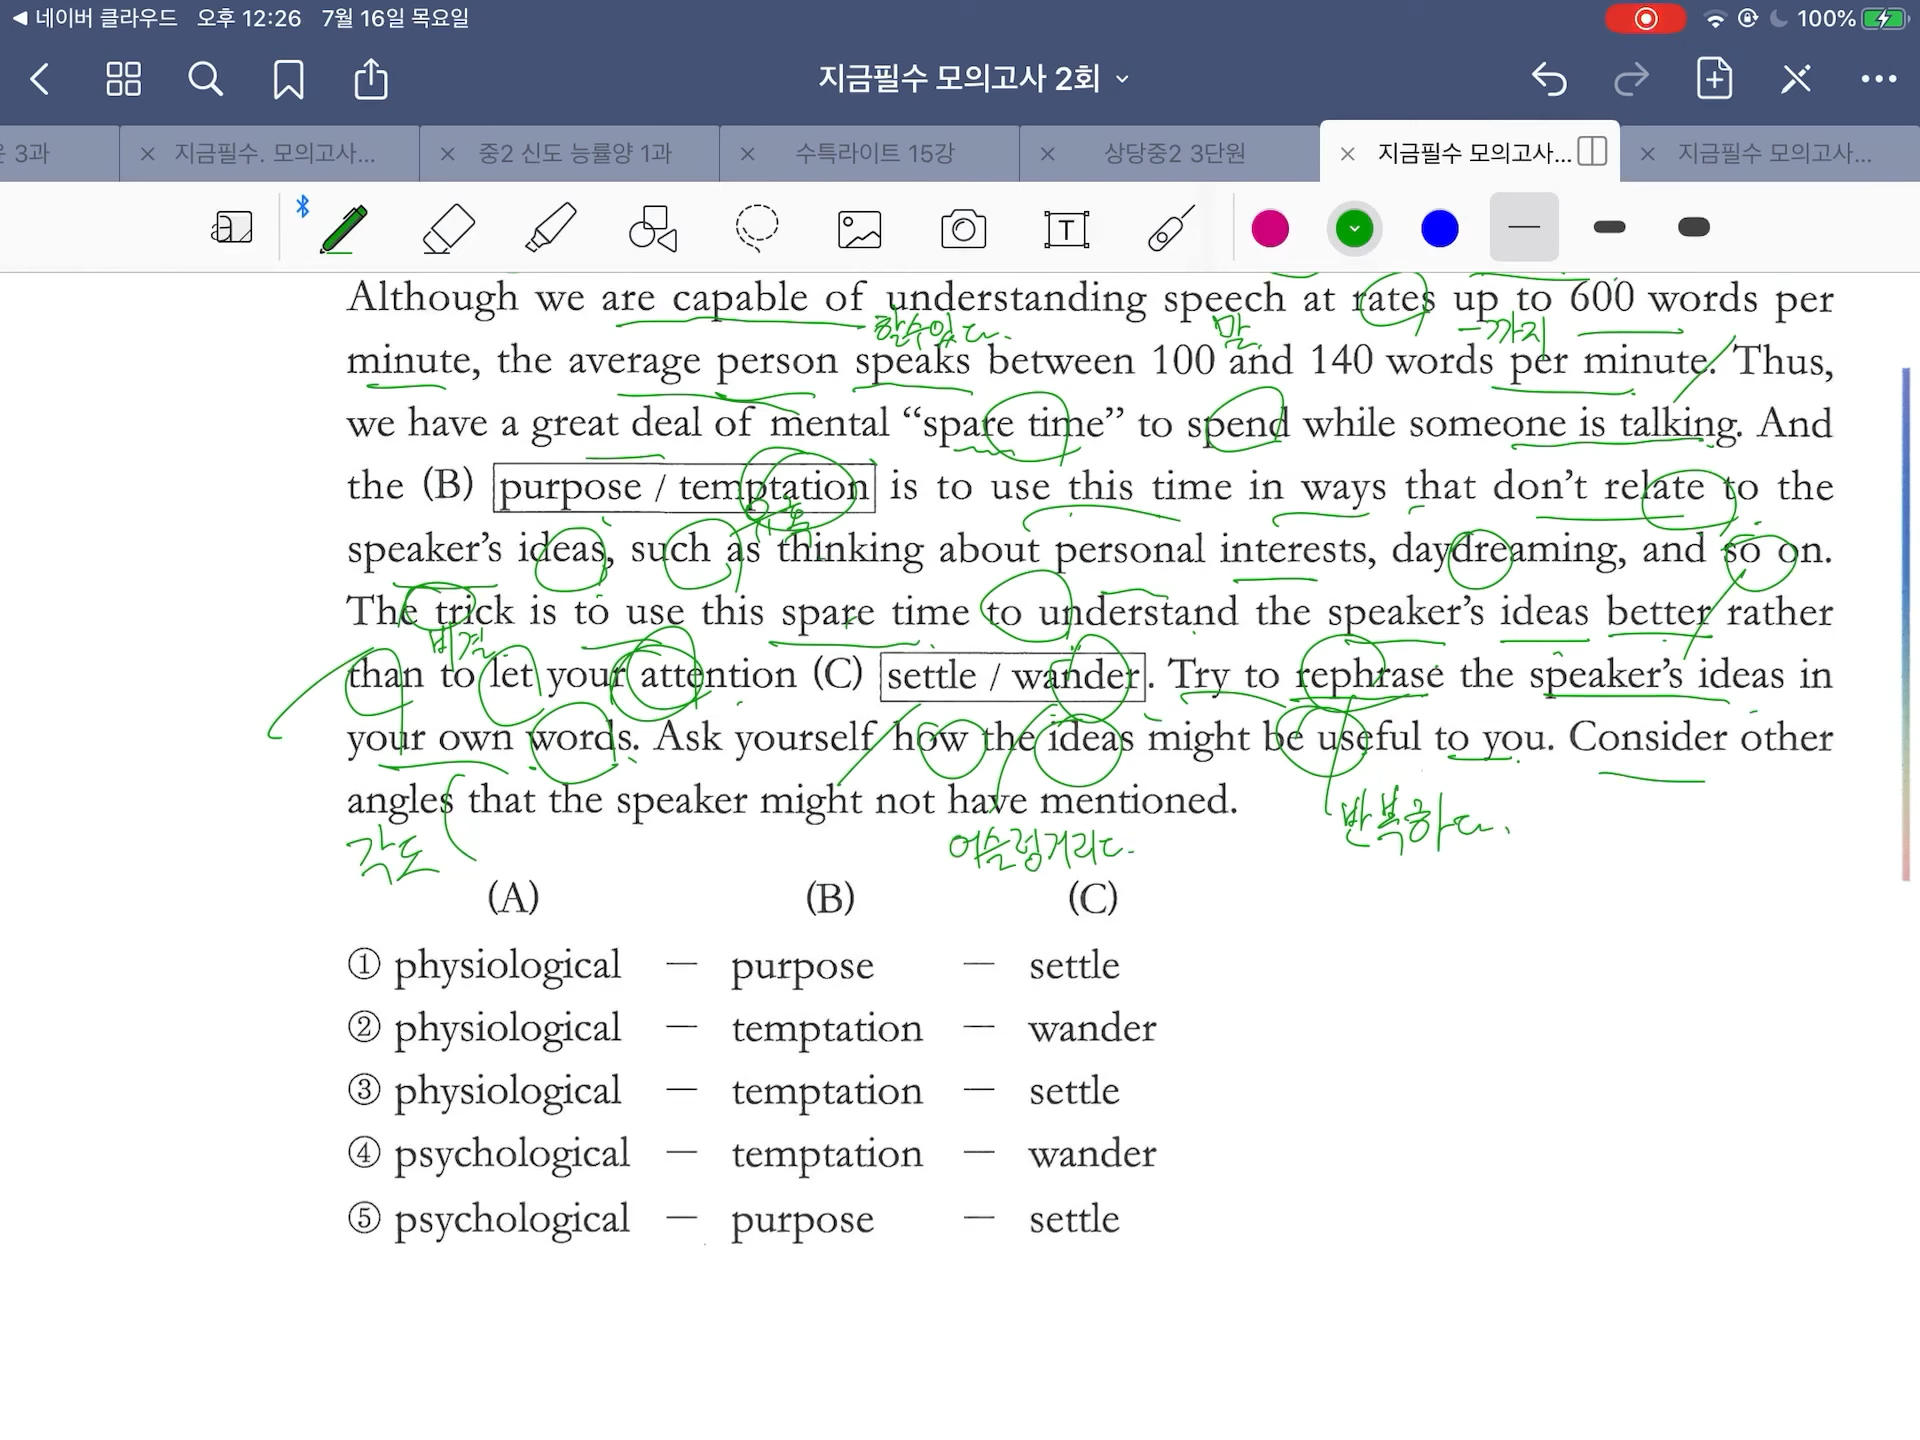 네이버 클라우드 오후 12:26 7월 16일 목요일 100%
지금필수 모의고사 2회
3과 지금필수. 모의고사... 중2 신도 능률양 1과 수특라이트 15강 상당중2 3단원 지금필수 모의고사... 지금필수 모의고사...
Although we are capable of understanding speech at rates up to 600 words per
할수있다. 말 ~까지
minute, the average person speaks between 100 and 140 words per minute. Thus,
we have a great deal of mental “spare time” to spend while someone is talking. And
the (B) purpose / temptation is to use this time in ways that don’t relate to the
유혹
speaker’s ideas, such as thinking about personal interests, daydreaming, and so on.
The trick is to use this spare time to understand the speaker’s ideas better rather
비결
than to let your attention (C) settle / wander. Try to rephrase the speaker’s ideas in
your own words. Ask yourself how the ideas might be useful to you. Consider other
angles that the speaker might not have mentioned.
각도 어슬렁거리다. 반복하다.
(A) (B) (C)
① physiological — purpose — settle
② physiological — temptation — wander
③ physiological — temptation — settle
④ psychological — temptation — wander
⑤ psychological — purpose — settle